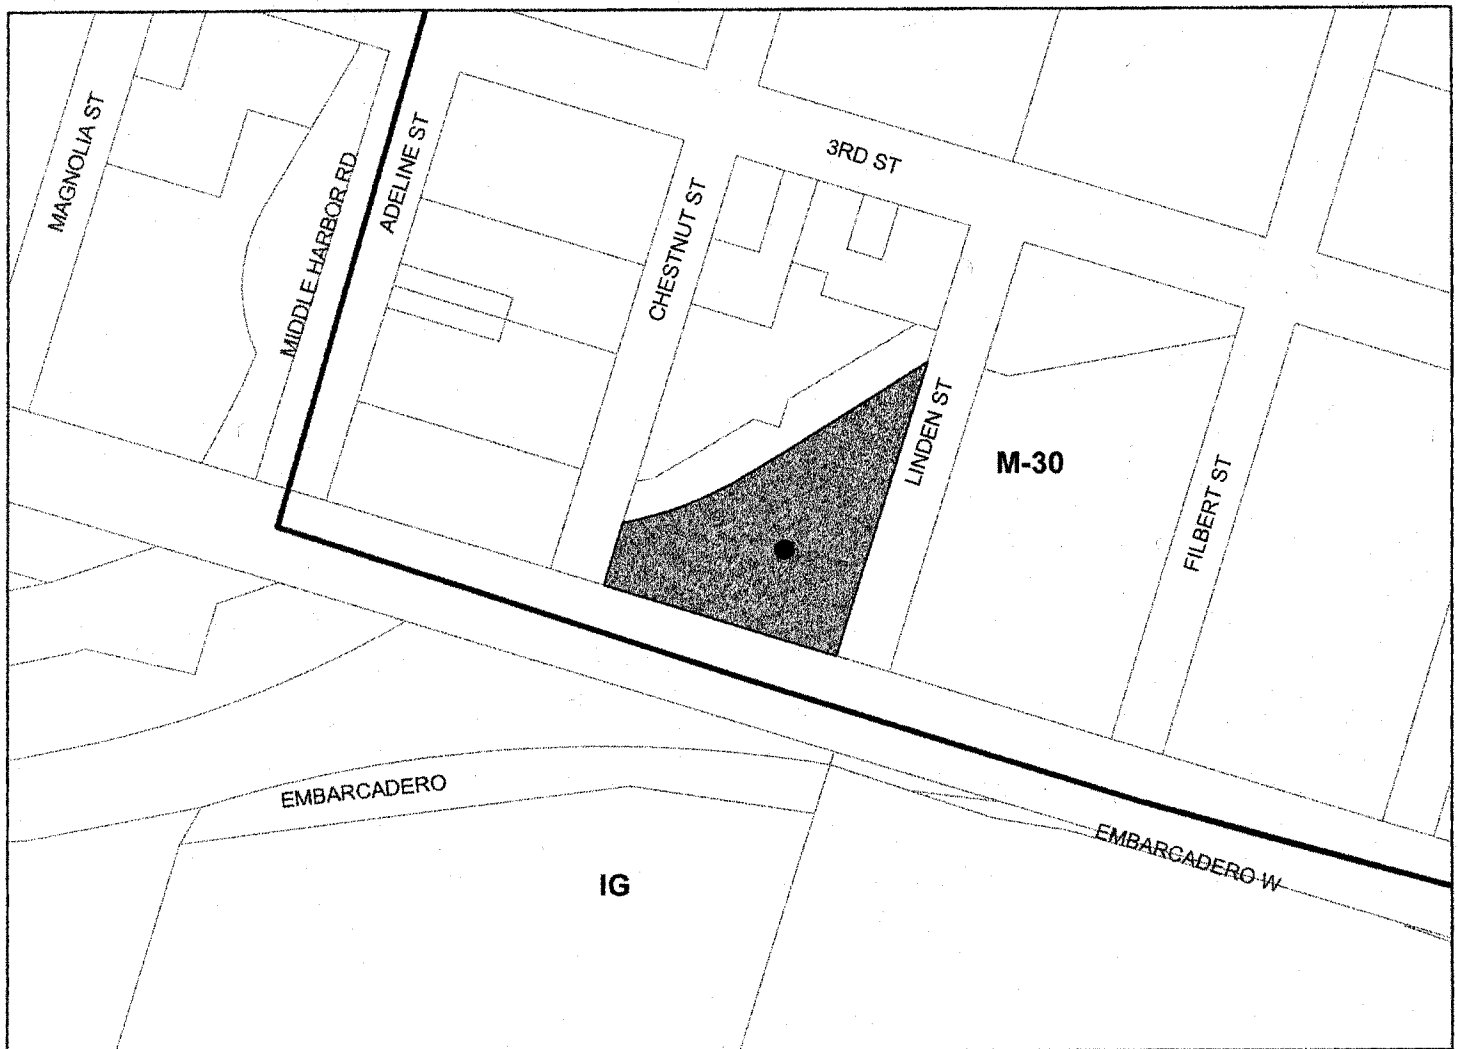 MAGNOLIA ST
MIDDLE HARBOR RD
ADELINE ST
CHESTNUT ST
3RD ST
LINDEN ST
M-30
FILBERT ST
EMBARCADERO
EMBARCADERO W
IG